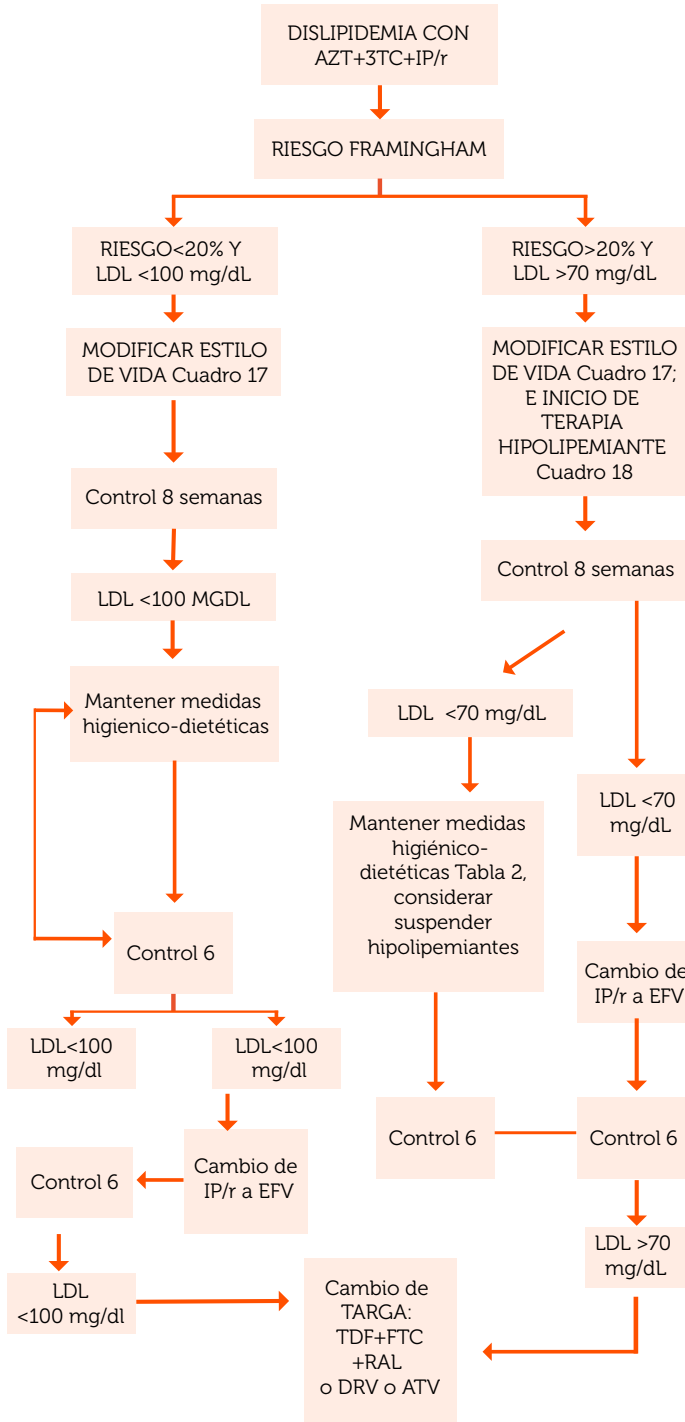 DISLIPIDEMIA CON
AZT+3TC+IP/r
RIESGO FRAMINGHAM
RIESGO<20% Y
LDL <100 mg/dL
MODIFICAR ESTILO
DE VIDA Cuadro 17
Control 8 semanas
LDL <100 MGDL
Mantener medidas
higienico-dietéticas
Control 6
LDL<100
mg/dl
LDL<100
mg/dl
Cambio de
IP/r a EFV
Control 6
LDL
<100 mg/dl
RIESGO>20% Y
LDL >70 mg/dL
MODIFICAR ESTILO
DE VIDA Cuadro 17;
E INICIO DE
TERAPIA
HIPOLIPEMIANTE
Cuadro 18
Control 8 semanas
LDL <70 mg/dL
Mantener medidas
higiénico-
dietéticas Tabla 2,
considerar
suspender
hipolipemiantes
Control 6
LDL <70
mg/dL
Cambio de
IP/r a EFV
Control 6
LDL >70
mg/dL
Cambio de
TARGA:
TDF+FTC
+RAL
o DRV o ATV